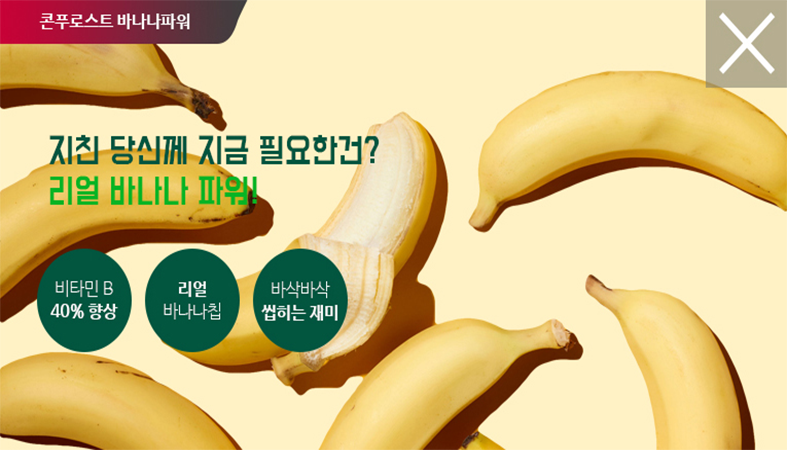 콘푸로스트 바나나파워
지친 당신께 지금 필요한건?
리얼 바나나 파워!
비타민 B
40% 향상
리얼
바나나칩
바삭바삭
씹히는 재미